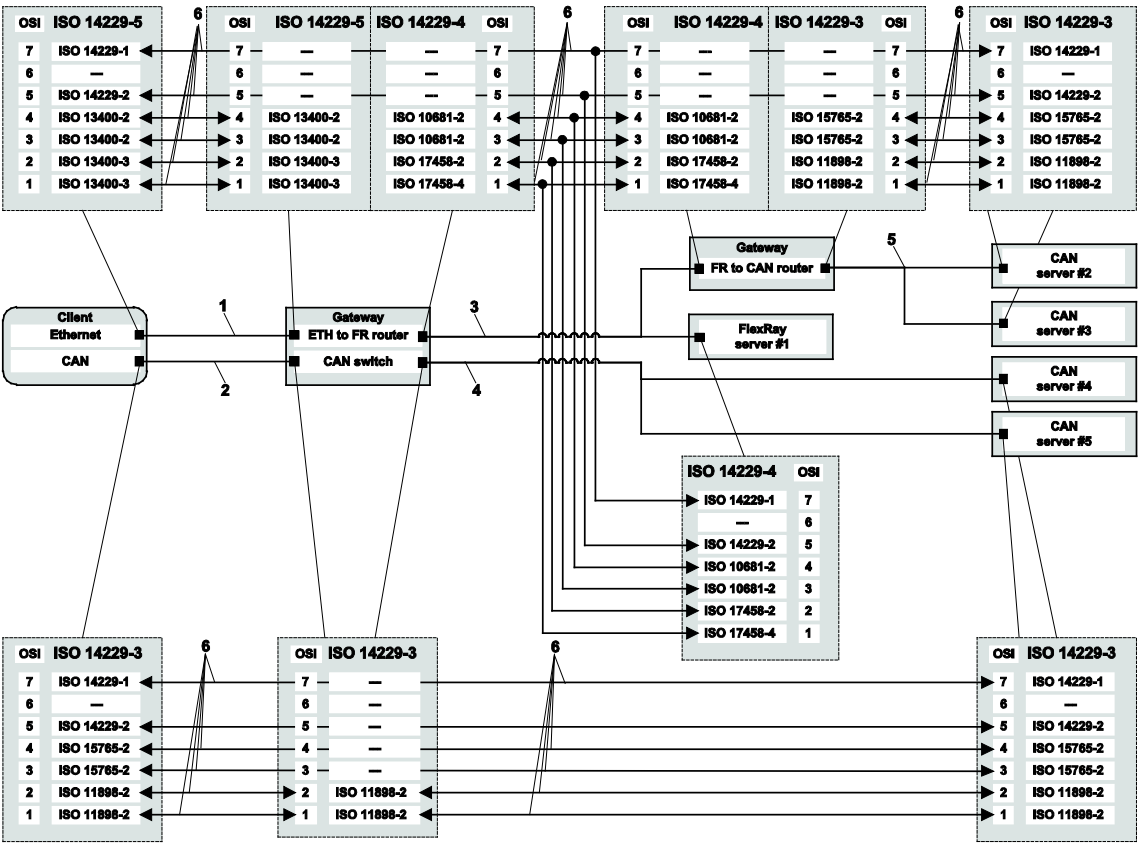 6 6 6
OSI ISO 14229-5 OSI ISO 14229-5 ISO 14229-4 OSI OSI ISO 14229-4 ISO 14229-3 OSI OSI ISO 14229-3
7 ISO 14229-1 7 — — 7 7 — — 7 7 ISO 14229-1
6 — 6 6 6 6 6 —
5 ISO 14229-2 5 — — 5 5 — — 5 5 ISO 14229-2
4 ISO 13400-2 4 ISO 13400-2 ISO 10681-2 4 4 ISO 10681-2 ISO 15765-2 4 4 ISO 15765-2
3 ISO 13400-2 3 ISO 13400-2 ISO 10681-2 3 3 ISO 10681-2 ISO 15765-2 3 3 ISO 15765-2
2 ISO 13400-3 2 ISO 13400-3 ISO 17458-2 2 2 ISO 17458-2 ISO 11898-2 2 2 ISO 11898-2
1 ISO 13400-3 1 ISO 13400-3 ISO 17458-4 1 1 ISO 17458-4 ISO 11898-2 1 1 ISO 11898-2
Gateway
FR to CAN router
5
CAN
server #2
Client
Ethernet
CAN
1
2
Gateway
ETH to FR router
CAN switch
3
4
FlexRay
server #1
CAN
server #3
CAN
server #4
CAN
server #5
ISO 14229-4 OSI
ISO 14229-1 7
— 6
ISO 14229-2 5
ISO 10681-2 4
ISO 10681-2 3
ISO 17458-2 2
ISO 17458-4 1
6 6
OSI ISO 14229-3 OSI ISO 14229-3 OSI ISO 14229-3
7 ISO 14229-1 7 — 7 ISO 14229-1
6 — 6 — 6 —
5 ISO 14229-2 5 — 5 ISO 14229-2
4 ISO 15765-2 4 — 4 ISO 15765-2
3 ISO 15765-2 3 — 3 ISO 15765-2
2 ISO 11898-2 2 ISO 11898-2 2 ISO 11898-2
1 ISO 11898-2 1 ISO 11898-2 1 ISO 11898-2